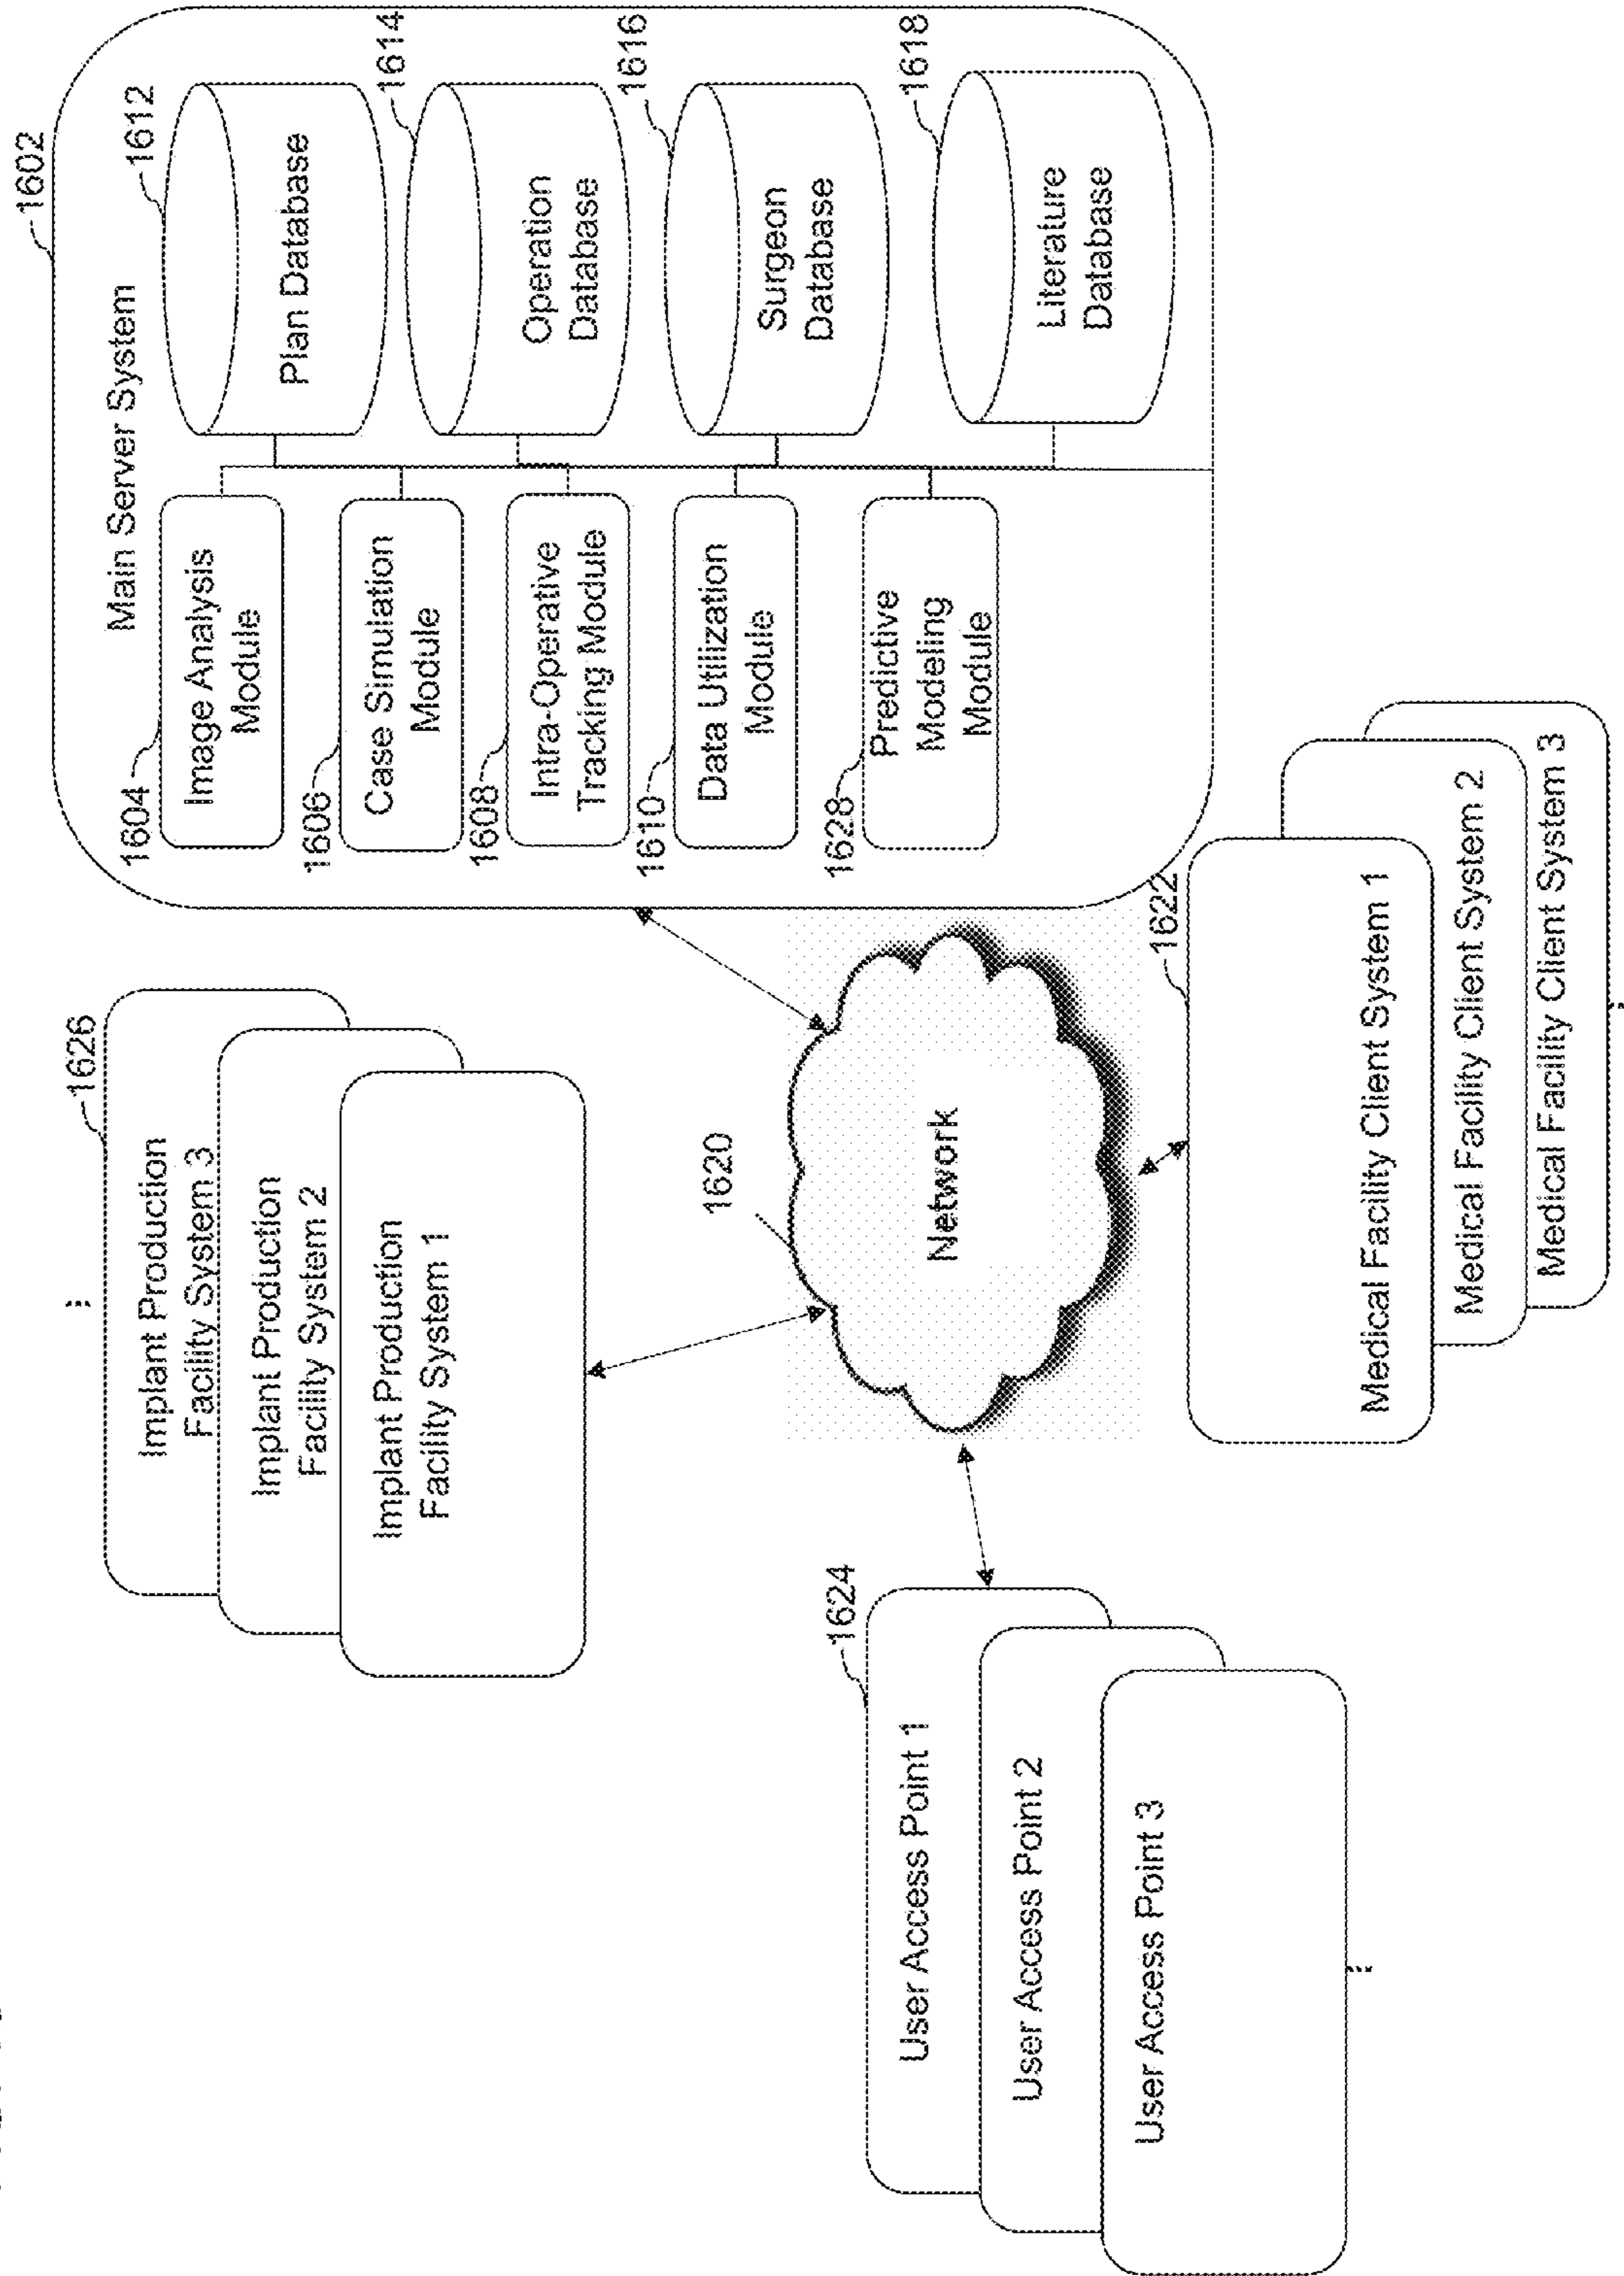 1602
Main Server System
1604
Image Analysis
Module
1612
Plan Database
1606
Case Simulation
Module
1614
Operation
Database
1608
Intra-Operative
Tracking Module
1610
Data Utilization
Module
1616
Surgeon
Database
1628
Predictive
Modeling
Module
1618
Literature
Database
1626
Implant Production
Facility System 3
Implant Production
Facility System 2
Implant Production
Facility System 1
1620
Network
1624
User Access Point 1
User Access Point 2
User Access Point 3
1622
Medical Facility Client System 1
Medical Facility Client System 2
Medical Facility Client System 3